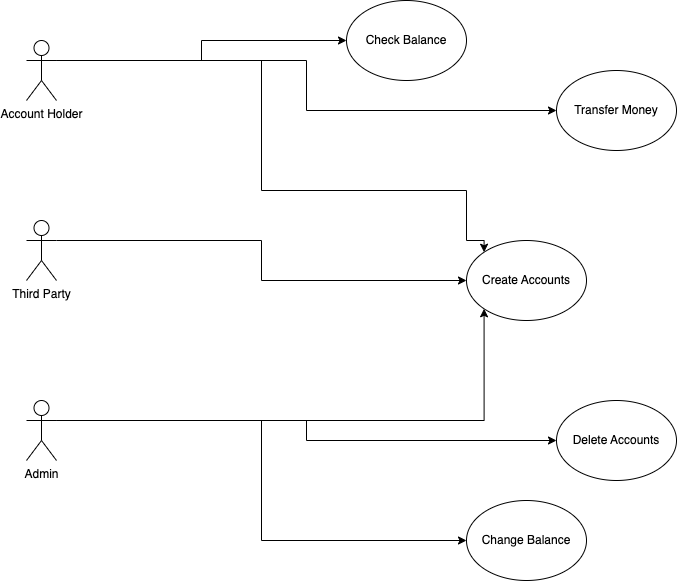 Check Balance
Transfer Money
Account Holder
Create Accounts
Third Party
Delete Accounts
Admin
Change Balance